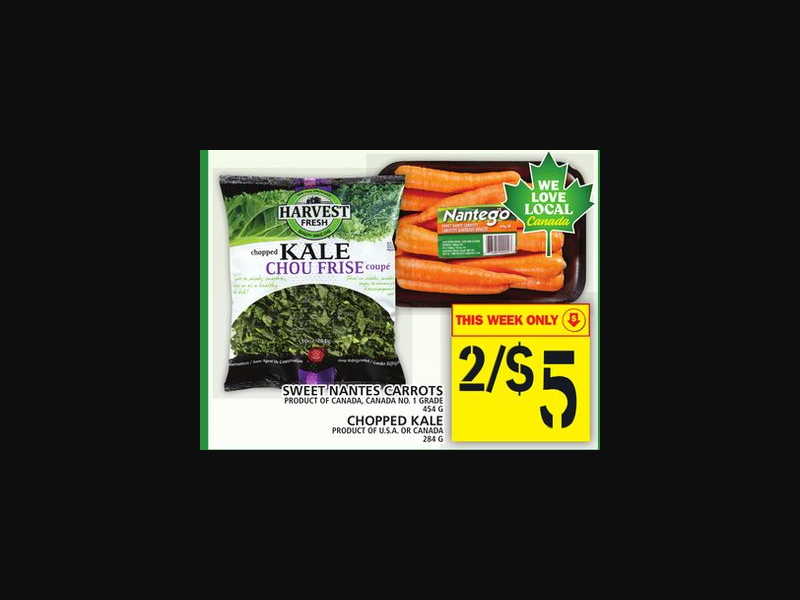 HARVEST
FRESH
chopped KALE
CHOU FRISE coupé
Nantego
WE
LOVE
LOCAL
Canada
THIS WEEK ONLY
2/$5
SWEET NANTES CARROTS
PRODUCT OF CANADA, CANADA NO. 1 GRADE
454 G
CHOPPED KALE
PRODUCT OF U.S.A. OR CANADA
284 G